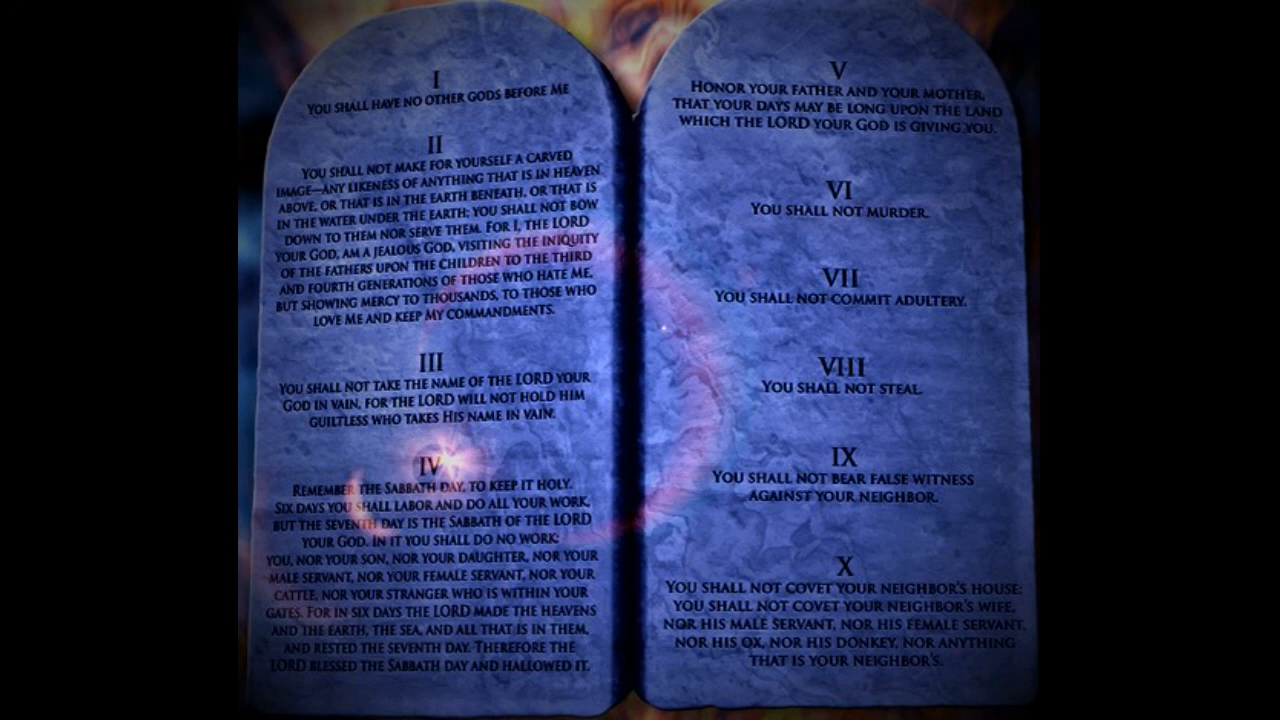 I
You shall have no other gods before Me
II
You shall not make for yourself a carved
image—any likeness of anything that is in heaven
above, or that is in the earth beneath, or that is
in the water under the earth; you shall not bow
down to them nor serve them. For I, the LORD
your God, am a jealous God, visiting the iniquity
of the fathers upon the children to the third
and fourth generations of those who hate Me,
but showing mercy to thousands, to those who
love Me and keep My commandments.
III
You shall not take the name of the LORD your
God in vain, for the LORD will not hold him
guiltless who takes His name in vain.
IV
Remember the Sabbath day, to keep it holy.
Six days you shall labor and do all your work,
but the seventh day is the Sabbath of the LORD
your God. In it you shall do no work:
you, nor your son, nor your daughter, nor your
male servant, nor your female servant, nor your
cattle, nor your stranger who is within your
gates. For in six days the LORD made the heavens
and the earth, the sea, and all that is in them,
and rested the seventh day. Therefore the
LORD blessed the Sabbath day and hallowed it.
V
Honor your father and your mother,
that your days may be long upon the land
which the LORD your God is giving you.
VI
You shall not murder.
VII
You shall not commit adultery.
VIII
You shall not steal.
IX
You shall not bear false witness
against your neighbor.
X
You shall not covet your neighbor's house;
you shall not covet your neighbor's wife,
nor his male servant, nor his female servant,
nor his ox, nor his donkey, nor anything
that is your neighbor's.